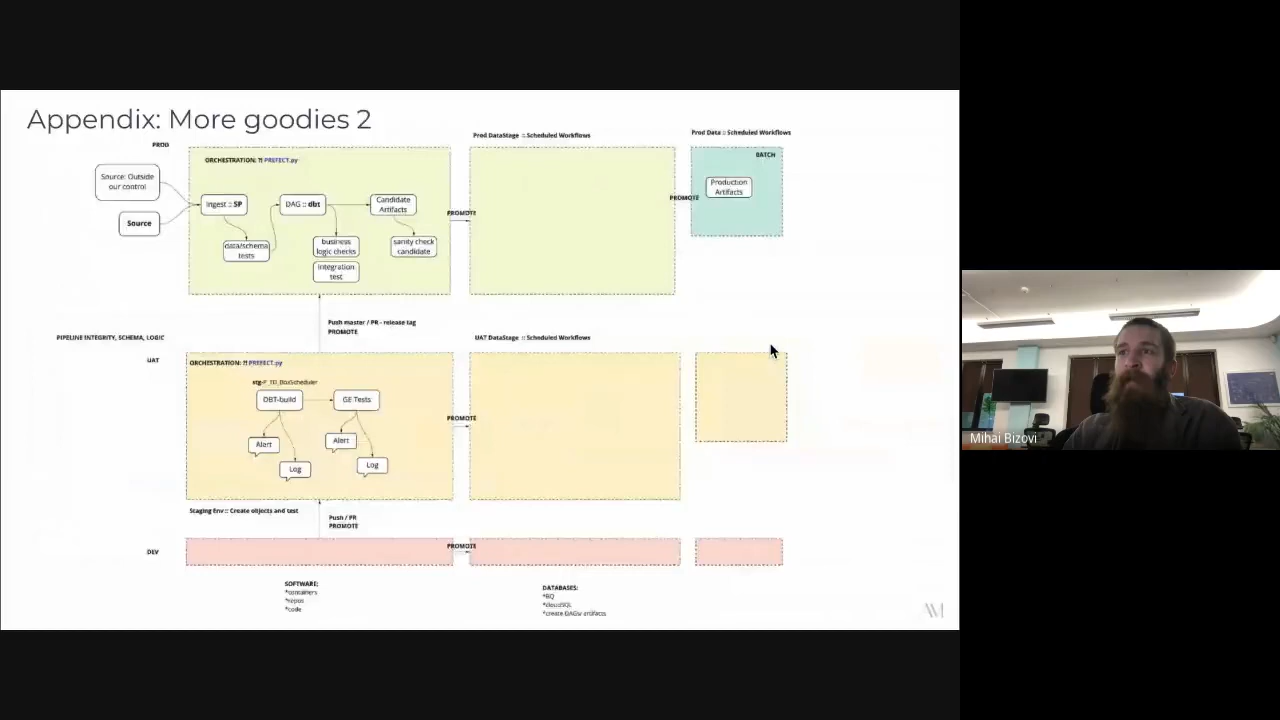 Appendix: More goodies 2
Prod DataStage :: Scheduled Workflows
Prod Data :: Scheduled Workflows
PROD
ORCHESTRATION: ?! PREFECT.py
BATCH
Source: Outside
our control
Source
Ingest :: SP
DAG :: dbt
Candidate
Artifacts
data/schema
tests
business
logic checks
integration
test
sanity check
candidate
PROMOTE
PROMOTE
Production
Artifacts
Push master / PR - release tag
PROMOTE
PIPELINE INTEGRITY, SCHEMA, LOGIC
UAT DataStage :: Scheduled Workflows
UAT
ORCHESTRATION: ?! PREFECT.py
DBT-build
GE Tests
Alert
Log
Alert
Log
PROMOTE
Staging Env :: Create objects and test
Push / PR
PROMOTE
DEV
PROMOTE
SOFTWARE:
*containers
*repos
*code
DATABASES:
*BQ
*cloudSQL
*create DAGw artifacts
Mihai Bizovi